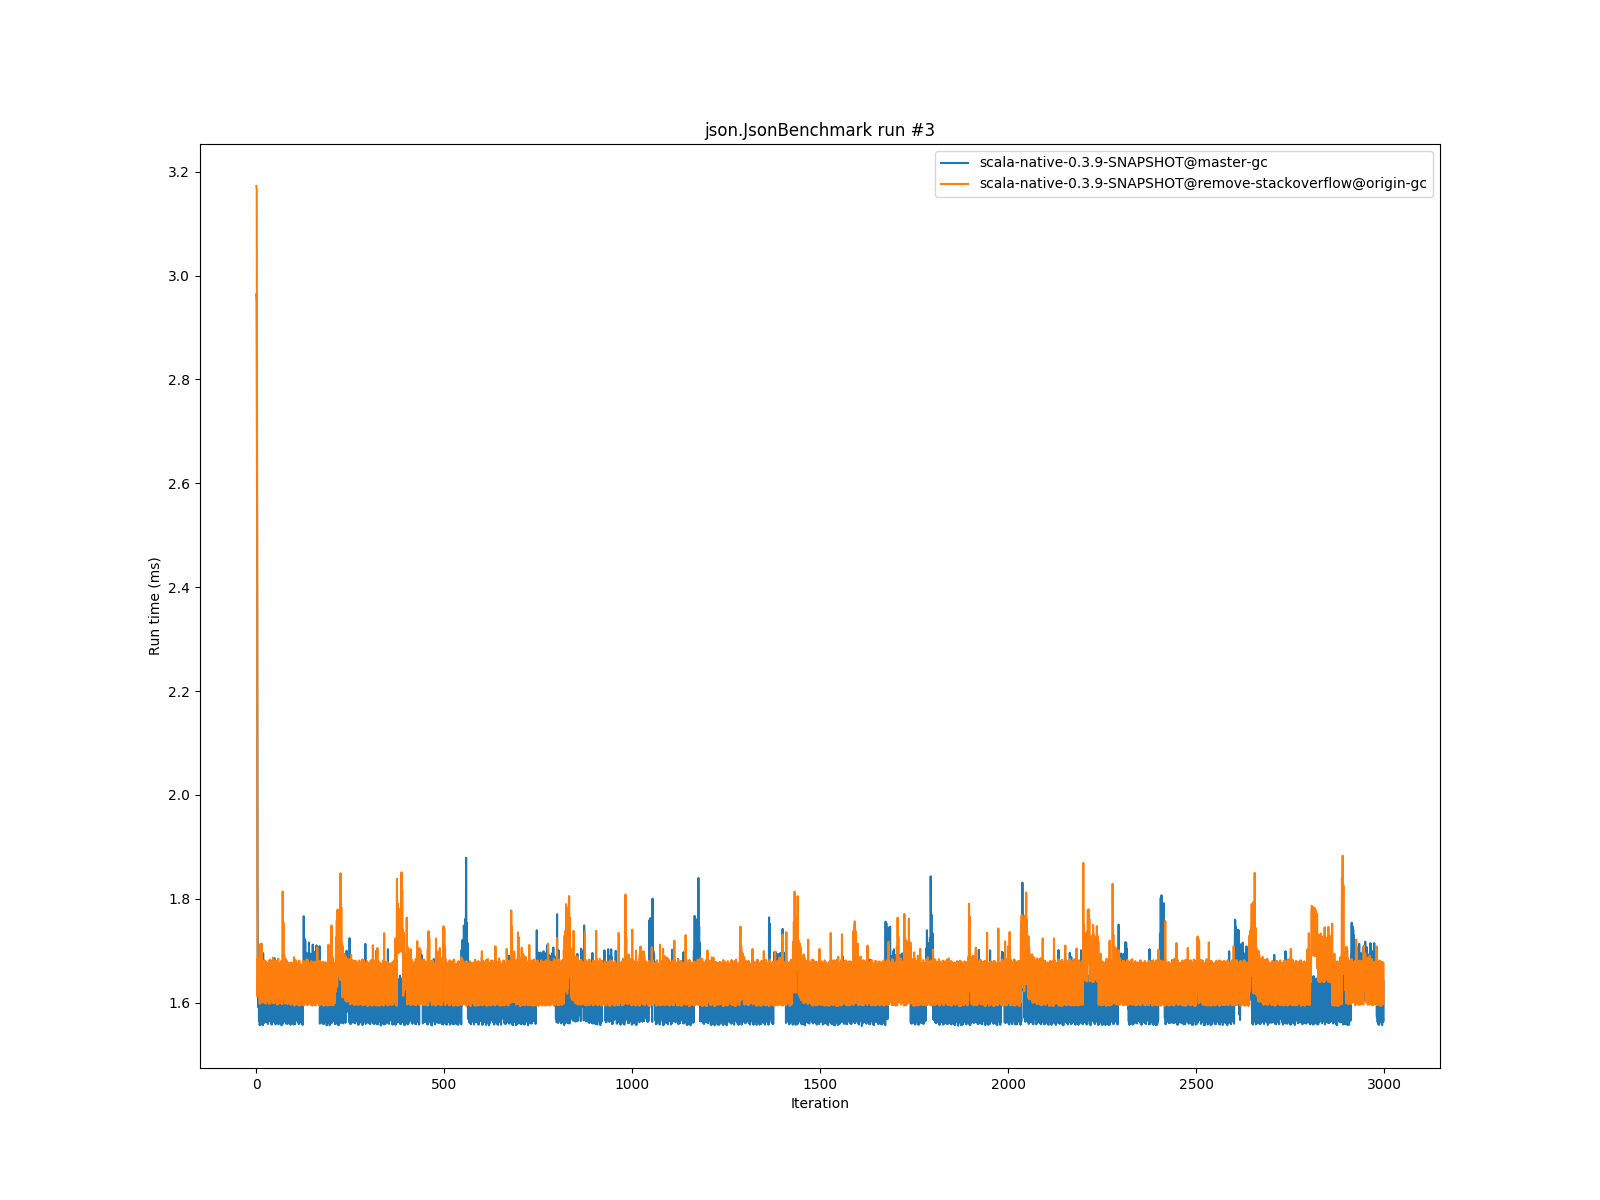 json.JsonBenchmark run #3
scala-native-0.3.9-SNAPSHOT@master-gc
scala-native-0.3.9-SNAPSHOT@remove-stackoverflow@origin-gc
3.2
3.0
2.8
2.6
2.4
2.2
2.0
1.8
1.6
Run time (ms)
0 500 1000 1500 2000 2500 3000
Iteration